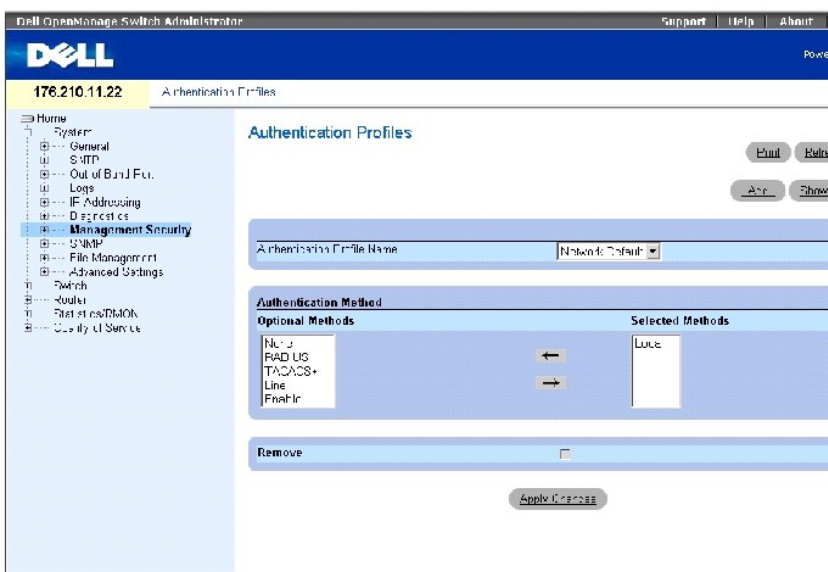 Dell OpenManage Switch Administrator
Support | Help | About
DELL
Powe
176.210.11.22
Authentication Profiles
Home
System
General
SNTP
Out of Band Port
Logs
IP Addressing
Diagnostics
Management Security
SNMP
File Management
Advanced Settings
Switch
Router
Statistics/RMON
Quality of Service
Authentication Profiles
Print
Refre
Add
Show
Authentication Profile Name
Network Default
Authentication Method
Optional Methods
Selected Methods
None
RADIUS
TACACS+
Line
Enable
Local
Remove
Apply Changes